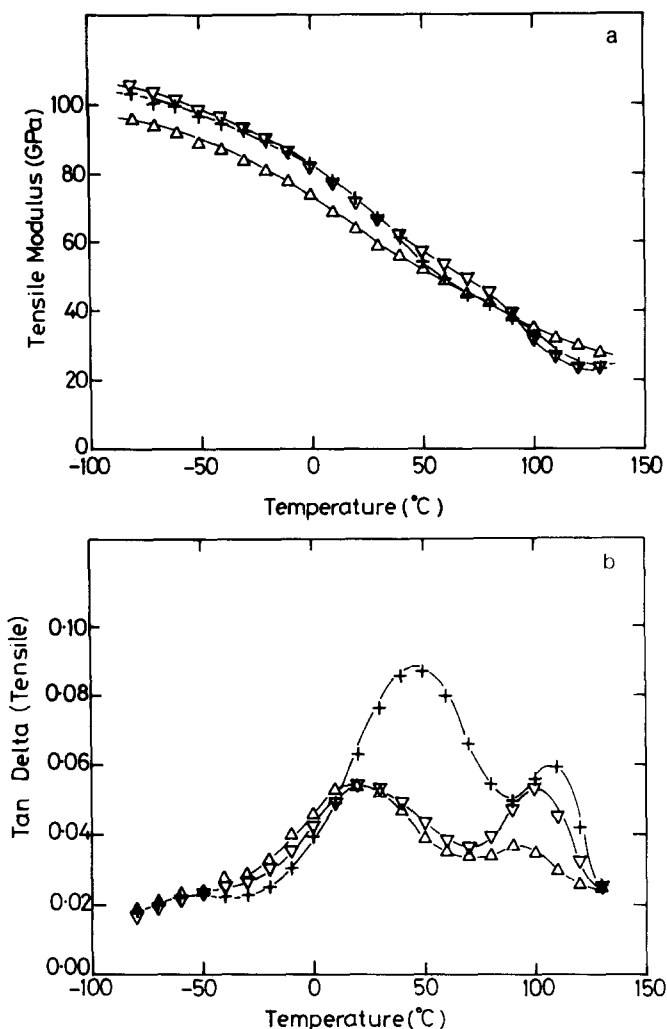 a
100
80
60
40
20
0
Tensile Modulus (GPa)
-100 -50 0 50 100 150
Temperature (°C)
b
0·10
0·08
0·06
0·04
0·02
0·00
Tan Delta (Tensile)
-100 -50 0 50 100 150
Temperature (°C)